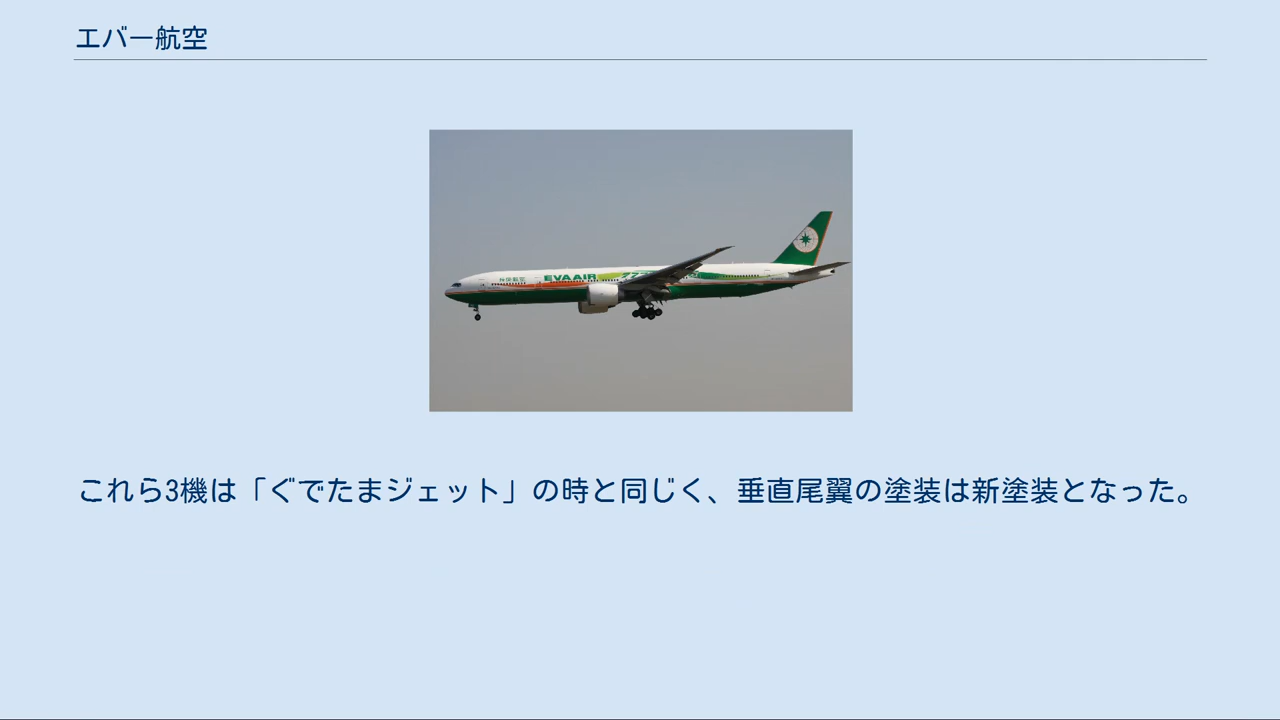 エバー航空
EVA AIR
これら3機は「ぐでたまジェット」の時と同じく、垂直尾翼の塗装は新塗装となった。